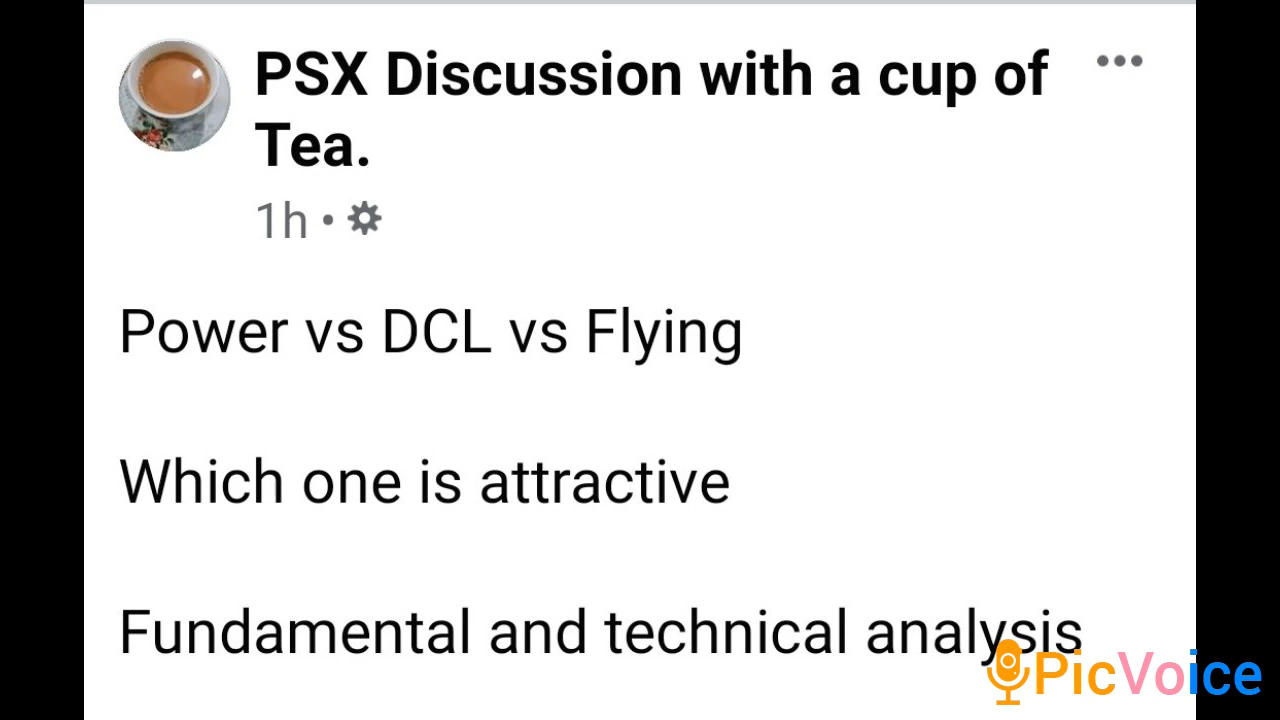 PSX Discussion with a cup of
Tea.
1h •
Power vs DCL vs Flying
Which one is attractive
Fundamental and technical analysis
PicVoice